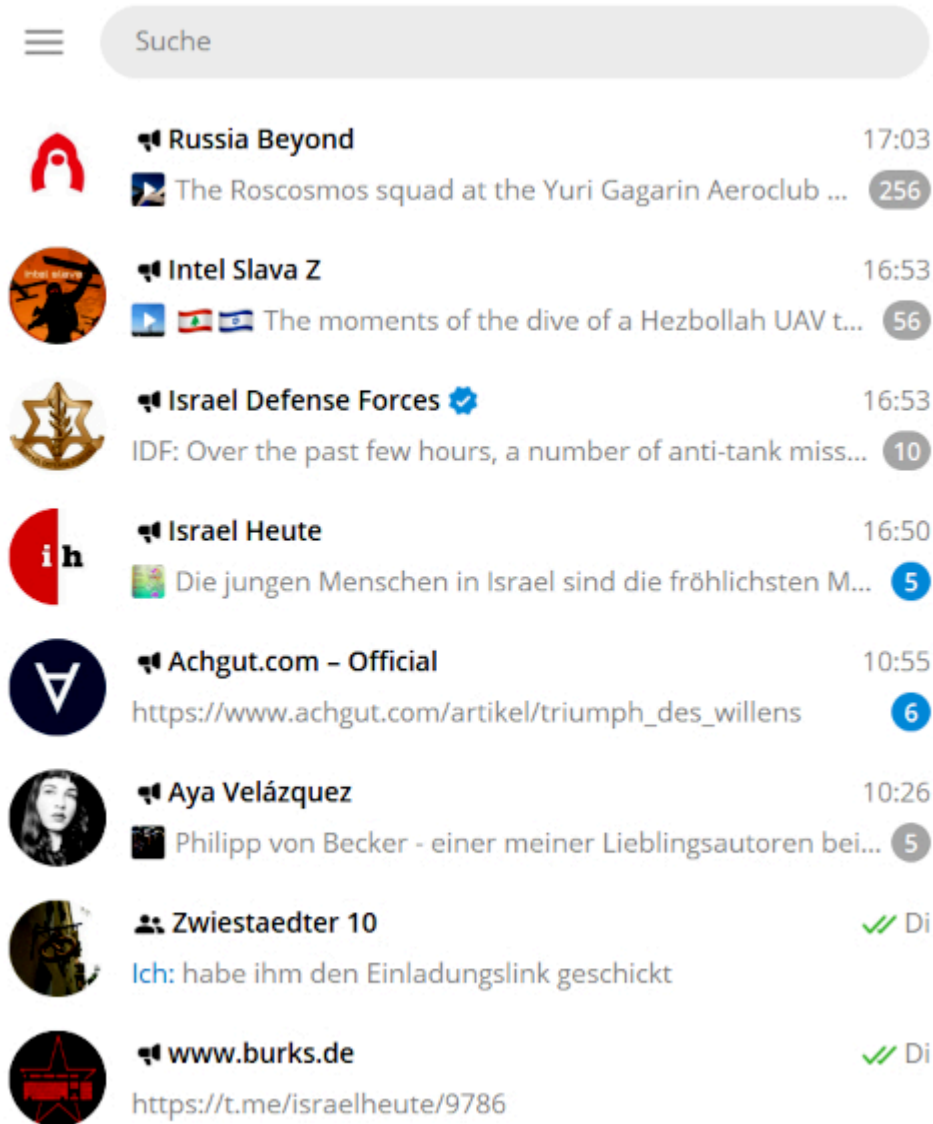 Suche
Russia Beyond 17:03
The Roscosmos squad at the Yuri Gagarin Aeroclub ... 256
intel slava
Intel Slava Z 16:53
🇱🇧 🇮🇱 The moments of the dive of a Hezbollah UAV t... 56
Israel Defense Forces 16:53
IDF: Over the past few hours, a number of anti-tank miss... 10
ih
Israel Heute 16:50
Die jungen Menschen in Israel sind die fröhlichsten M... 5
Achgut.com – Official 10:55
https://www.achgut.com/artikel/triumph_des_willens 6
Aya Velázquez 10:26
Philipp von Becker - einer meiner Lieblingsautoren bei... 5
Zwiestaedter 10 Di
Ich: habe ihm den Einladungslink geschickt
www.burks.de Di
https://t.me/israelheute/9786